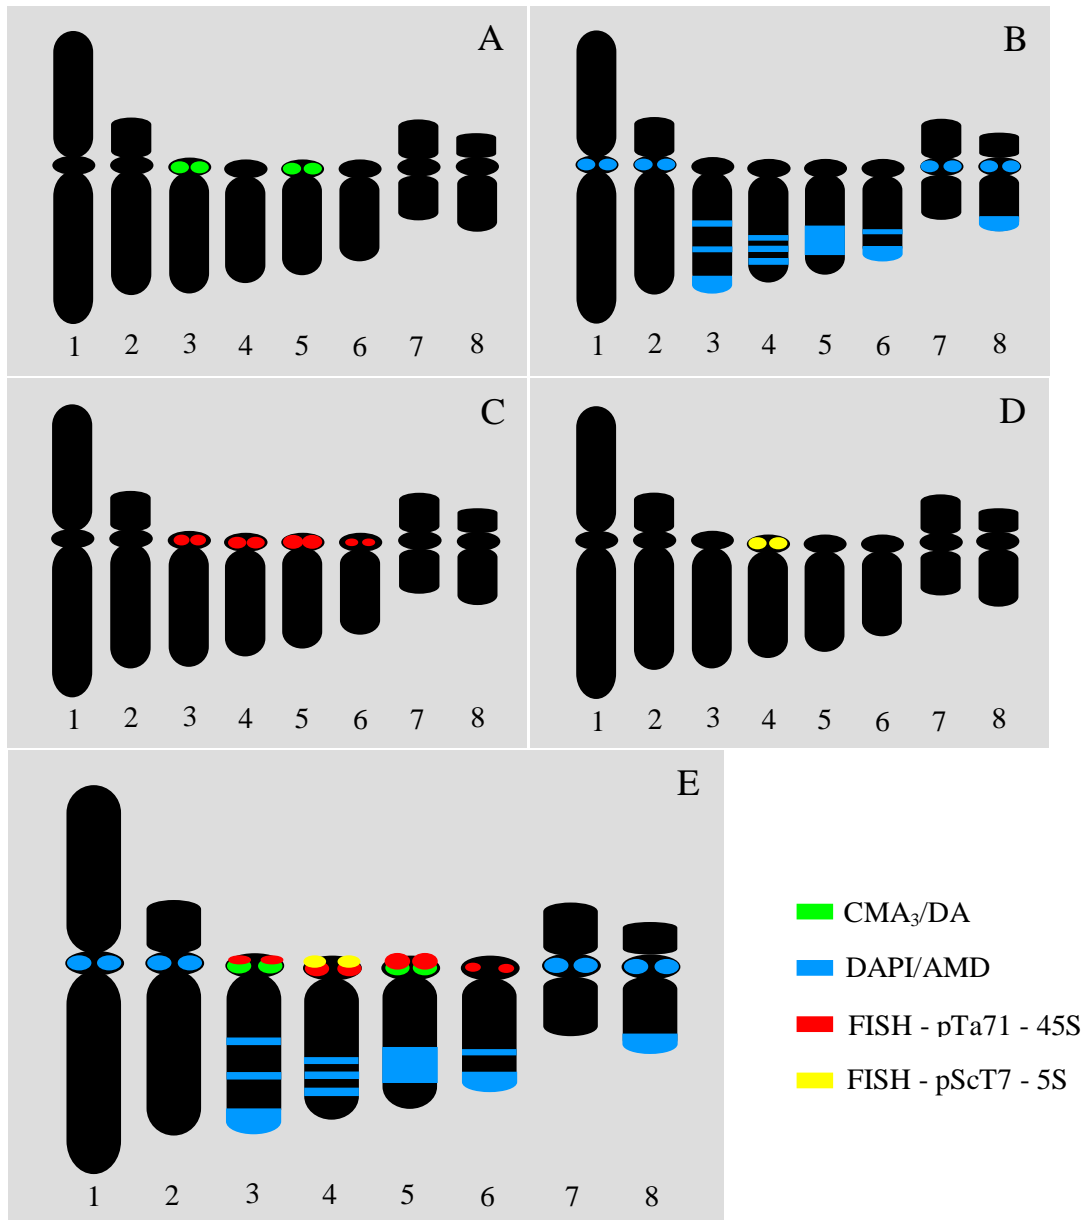 A
1 2 3 4 5 6 7 8
B
1 2 3 4 5 6 7 8
C
1 2 3 4 5 6 7 8
D
1 2 3 4 5 6 7 8
E
1 2 3 4 5 6 7 8
CMA₃/DA
DAPI/AMD
FISH - pTa71 - 45S
FISH - pScT7 - 5S